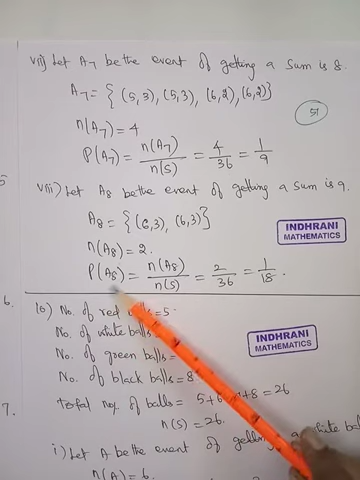 vii) Let A7 be the event of getting a sum is 8.
A7 = { (5,3), (5,3), (6,2), (6,2)}
51
n(A7) = 4
P(A7) = n(A7)/n(S) = 4/36 = 1/9
viii) Let A8 be the event of getting a sum is 9.
A8 = {(6,3), (6,3)}
INDHRANI
MATHEMATICS
n(A8) = 2.
P(A8) = n(A8)/n(S) = 2/36 = 1/18.
6.
10) No. of red balls = 5
No. of white balls
INDHRANI
MATHEMATICS
No. of green balls =
No. of black balls = 8
7.
total no. of balls = 5+6 +8 = 26
n(S) = 26.
i) Let A be the event of getting a white
n(A) = 6.